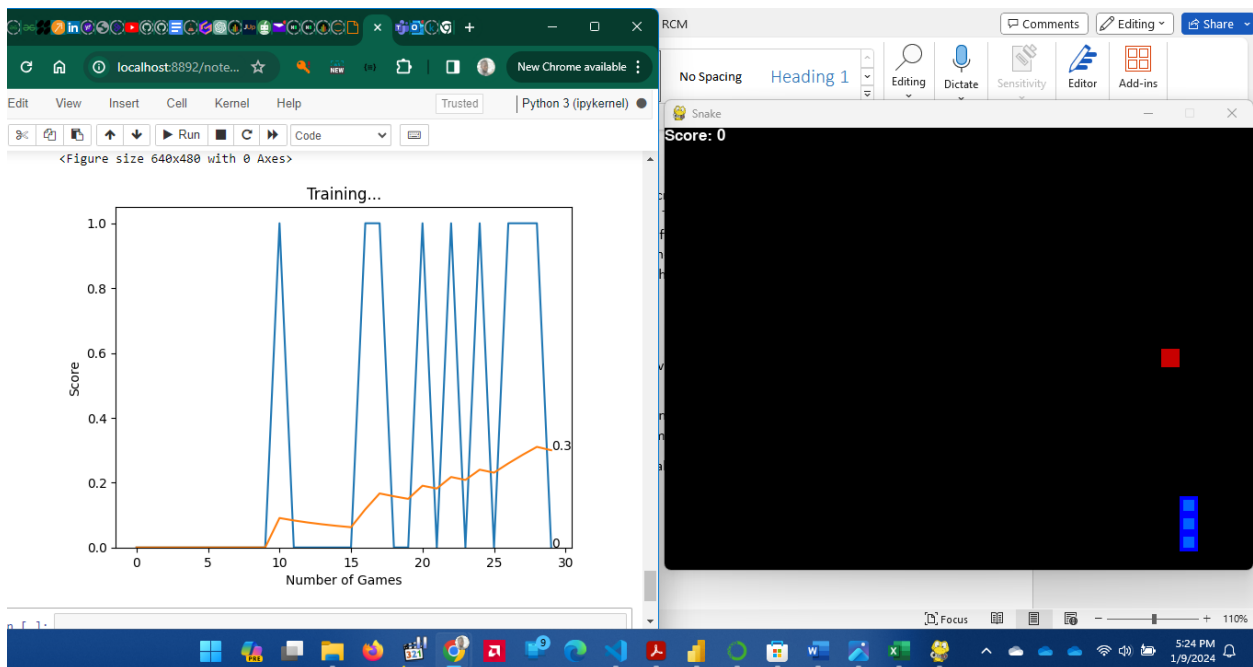 RCM
Comments
Editing
Share
localhost:8892/note...
NEW
New Chrome available
No Spacing
Heading 1
Editing
Dictate
Sensitivity
Editor
Add-ins
Edit View Insert Cell Kernel Help
Trusted
Python 3 (ipykernel)
Run
Code
Snake
Score: 0
<Figure size 640x480 with 0 Axes>
Training...
1.0
0.8
0.6
0.4
0.2
0.0
Score
0.3
0
0 5 10 15 20 25 30
Number of Games
Focus
110%
PRE
321
9
5:24 PM
1/9/2024